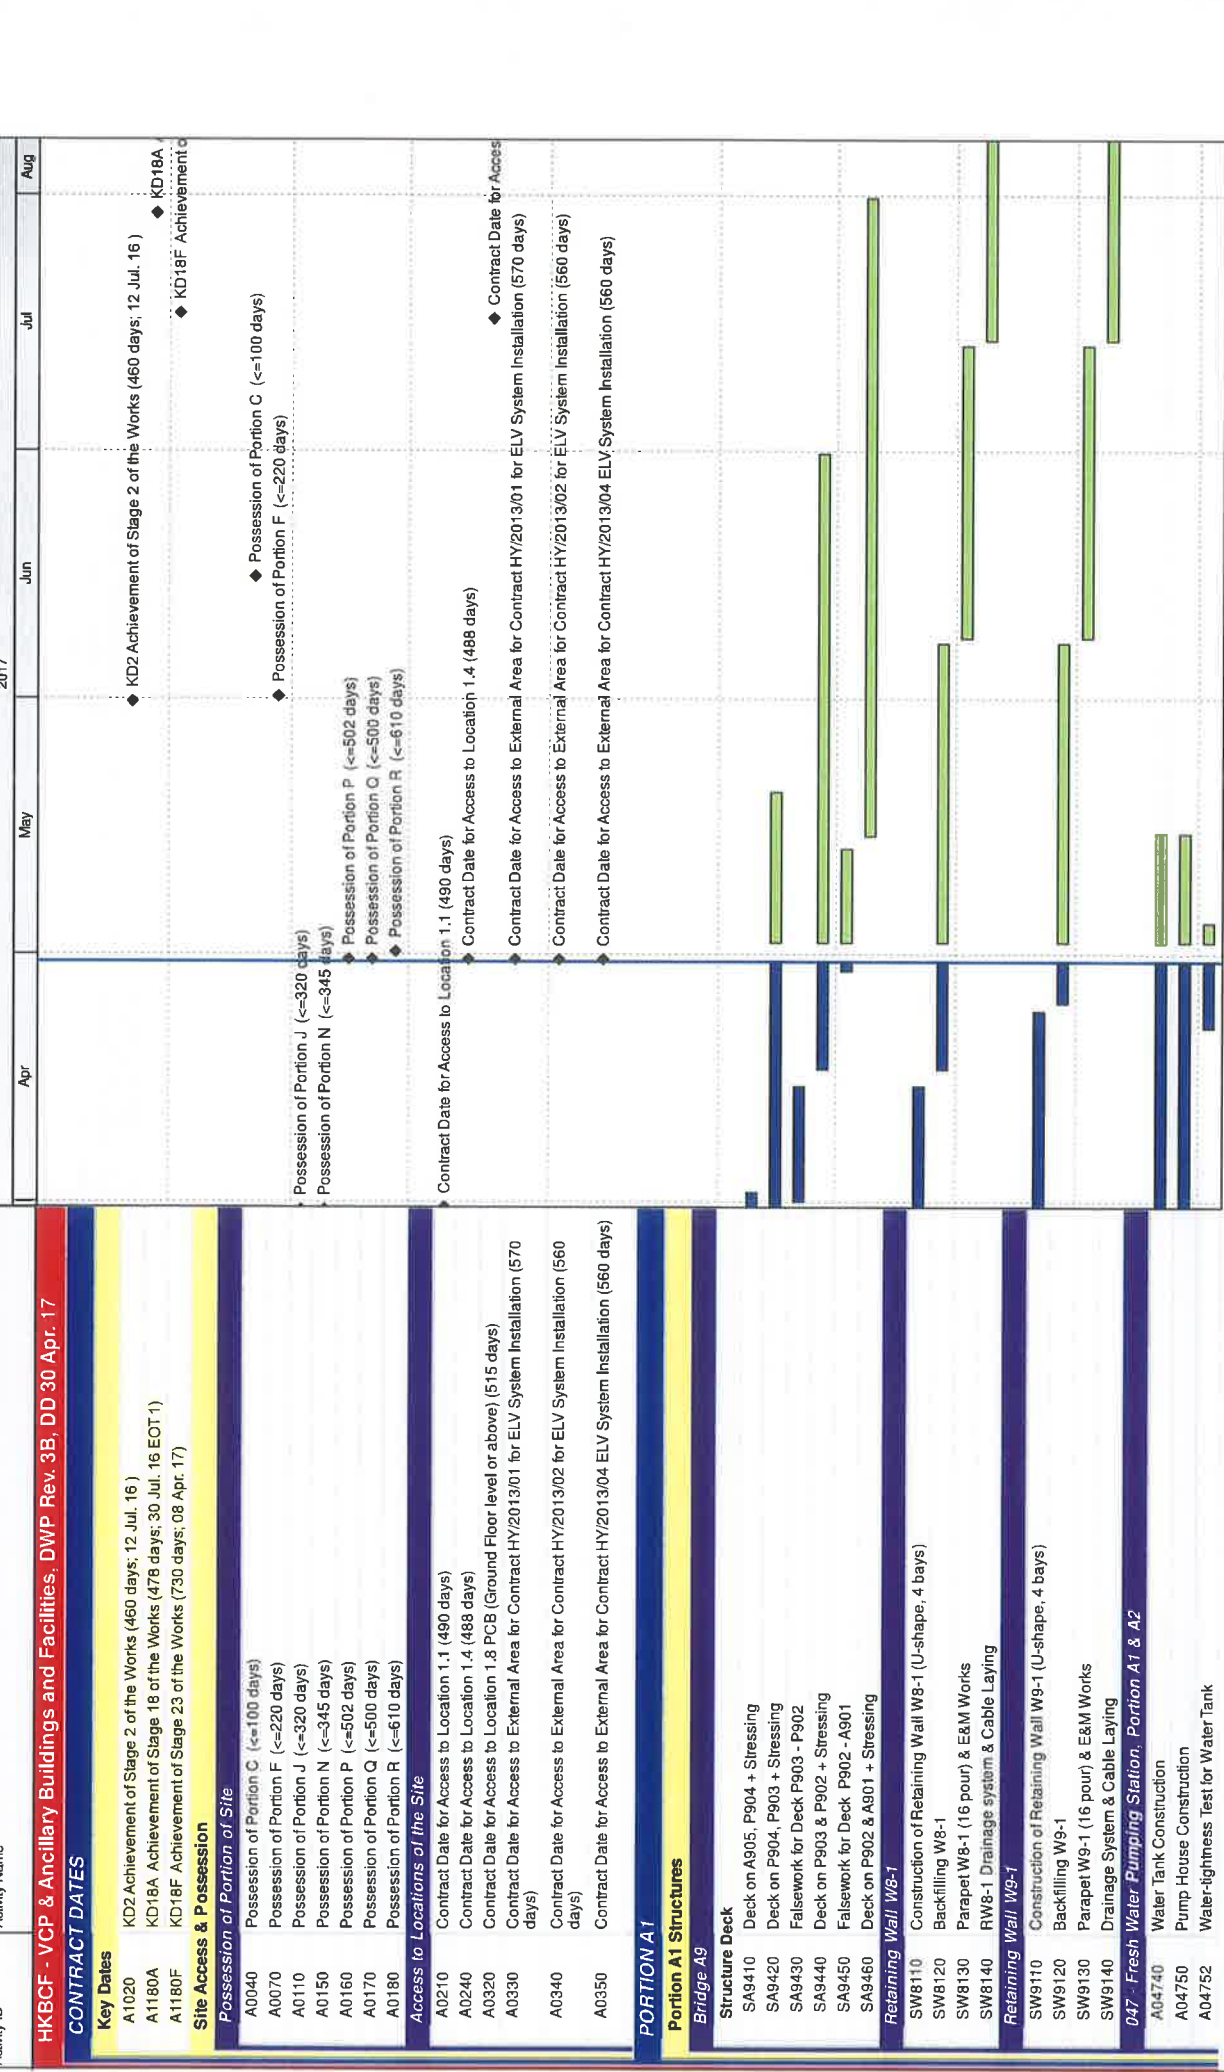 2017
Apr
May
Jun
Jul
Aug
HKBCF - VCP & Ancillary Buildings and Facilities, DWP Rev. 3B, DD 30 Apr. 17
CONTRACT DATES
Key Dates
A1020 KD2 Achievement of Stage 2 of the Works (460 days; 12 Jul. 16 )
◆ KD2 Achievement of Stage 2 of the Works (460 days; 12 Jul. 16 )
A1180A KD18A Achievement of Stage 18 of the Works (478 days; 30 Jul. 16 EOT 1)
◆ KD18A
A1180F KD18F Achievement of Stage 23 of the Works (730 days; 08 Apr. 17)
◆ KD18F Achievement o
Site Access & Possession
Possession of Portion of Site
A0040 Possession of Portion C (<=100 days)
◆ Possession of Portion C (<=100 days)
A0070 Possession of Portion F (<=220 days)
◆ Possession of Portion F (<=220 days)
A0110 Possession of Portion J (<=320 days)
Possession of Portion J (<=320 days)
A0150 Possession of Portion N (<=345 days)
Possession of Portion N (<=345 days)
A0160 Possession of Portion P (<=502 days)
◆ Possession of Portion P (<=502 days)
A0170 Possession of Portion Q (<=500 days)
◆ Possession of Portion Q (<=500 days)
A0180 Possession of Portion R (<=610 days)
◆ Possession of Portion R (<=610 days)
Access to Locations of the Site
A0210 Contract Date for Access to Location 1.1 (490 days)
Contract Date for Access to Location 1.1 (490 days)
A0240 Contract Date for Access to Location 1.4 (488 days)
◆ Contract Date for Access to Location 1.4 (488 days)
A0320 Contract Date for Access to Location 1.8 PCB (Ground Floor level or above) (515 days)
◆ Contract Date for Acces
A0330 Contract Date for Access to External Area for Contract HY/2013/01 for ELV System Installation (570
days)
◆ Contract Date for Access to External Area for Contract HY/2013/01 for ELV System Installation (570 days)
A0340 Contract Date for Access to External Area for Contract HY/2013/02 for ELV System Installation (560
days)
◆ Contract Date for Access to External Area for Contract HY/2013/02 for ELV System Installation (560 days)
A0350 Contract Date for Access to External Area for Contract HY/2013/04 ELV System Installation (560 days)
◆ Contract Date for Access to External Area for Contract HY/2013/04 ELV System Installation (560 days)
PORTION A1
Portion A1 Structures
Bridge A9
Structure Deck
SA9410 Deck on A905, P904 + Stressing
SA9420 Deck on P904, P903 + Stressing
SA9430 Falsework for Deck P903 - P902
SA9440 Deck on P903 & P902 + Stressing
SA9450 Falsework for Deck P902 - A901
SA9460 Deck on P902 & A901 + Stressing
Retaining Wall W8-1
SW8110 Construction of Retaining Wall W8-1 (U-shape, 4 bays)
SW8120 Backfilling W8-1
SW8130 Parapet W8-1 (16 pour) & E&M Works
SW8140 RW8-1 Drainage system & Cable Laying
Retaining Wall W9-1
SW9110 Construction of Retaining Wall W9-1 (U-shape, 4 bays)
SW9120 Backfilling W9-1
SW9130 Parapet W9-1 (16 pour) & E&M Works
SW9140 Drainage System & Cable Laying
047 - Fresh Water Pumping Station, Portion A1 & A2
A04740 Water Tank Construction
A04750 Pump House Construction
A04752 Water-tightness Test for Water Tank